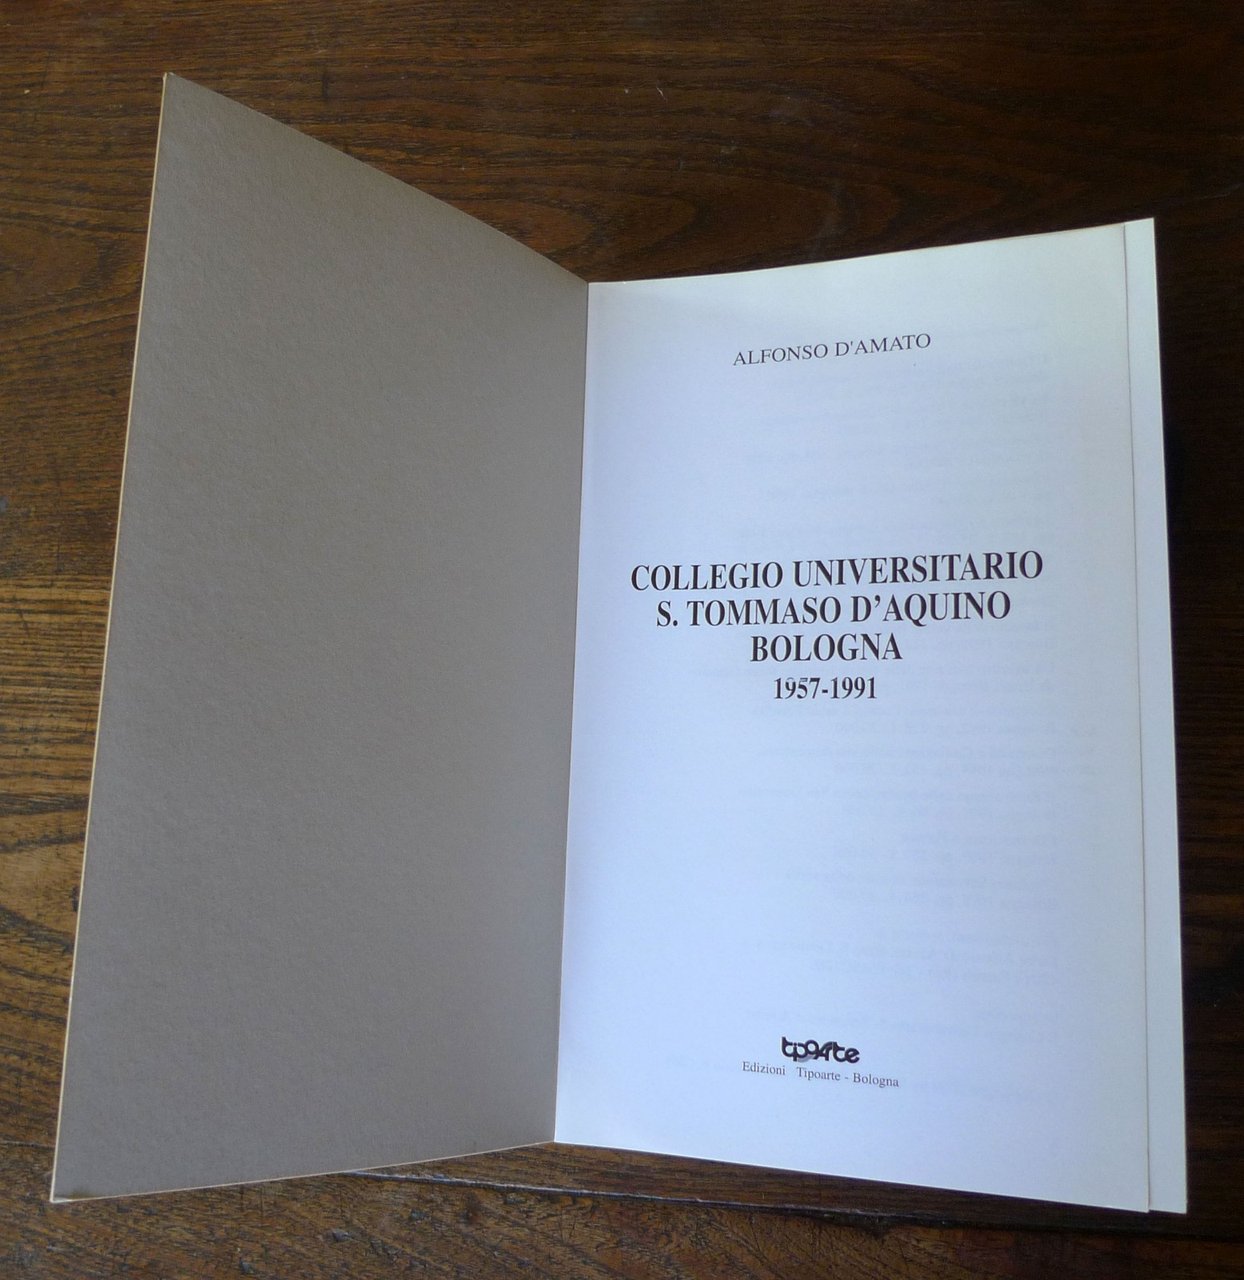 ALFONSO D'AMATO
COLLEGIO UNIVERSITARIO
S. TOMMASO D’AQUINO
BOLOGNA
1957-1991
tipoarte
Edizioni Tipoarte - Bologna